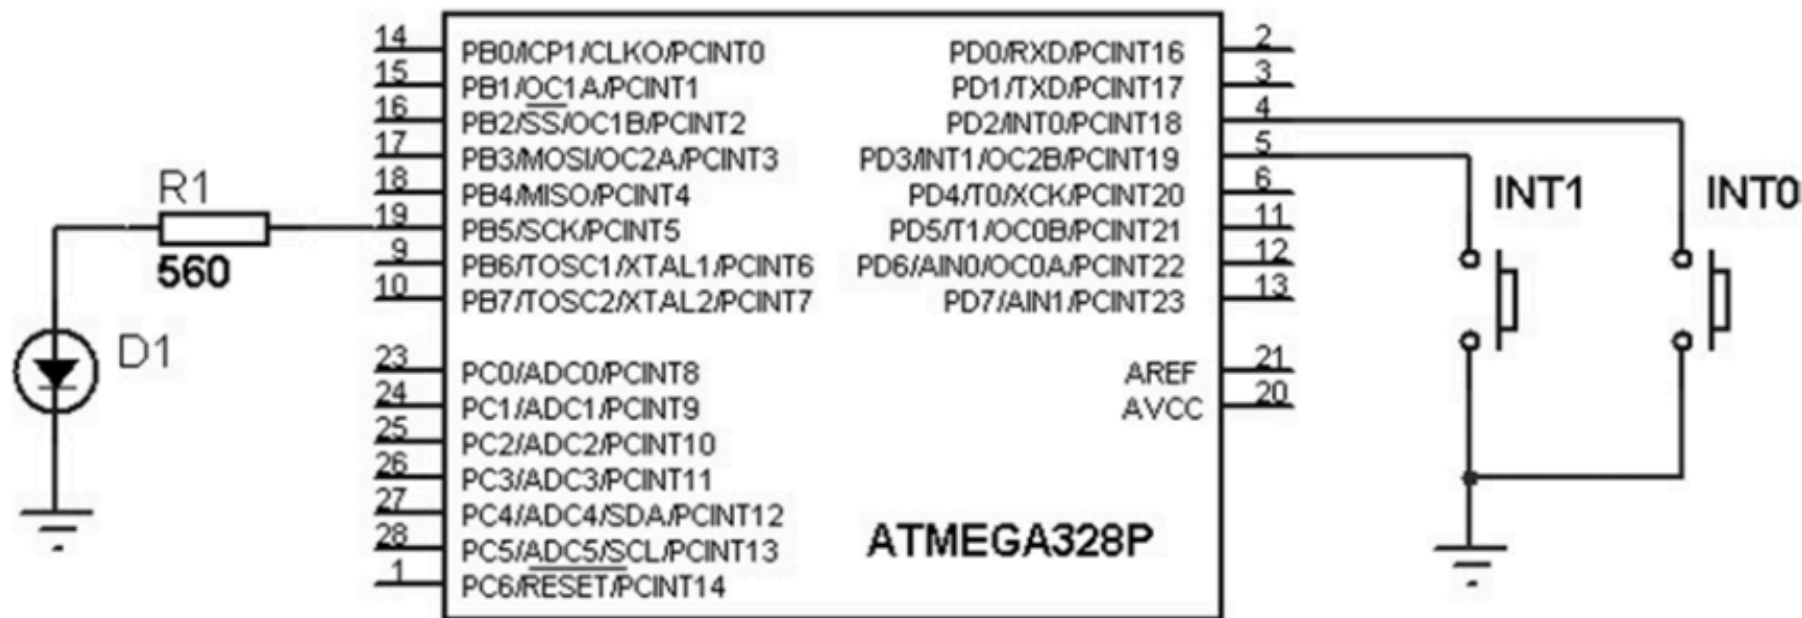 14 PB0/ICP1/CLKO/PCINT0 PD0/RXD/PCINT16 2
15 PB1/OC1A/PCINT1 PD1/TXD/PCINT17 3
16 PB2/SS/OC1B/PCINT2 PD2/INT0/PCINT18 4
17 PB3/MOSI/OC2A/PCINT3 PD3/INT1/OC2B/PCINT19 5
R1 18 PB4/MISO/PCINT4 PD4/T0/XCK/PCINT20 6 INT1 INT0
19 PB5/SCK/PCINT5 PD5/T1/OC0B/PCINT21 11
560 9 PB6/TOSC1/XTAL1/PCINT6 PD6/AIN0/OC0A/PCINT22 12
10 PB7/TOSC2/XTAL2/PCINT7 PD7/AIN1/PCINT23 13
D1
23 PC0/ADC0/PCINT8 AREF 21
24 PC1/ADC1/PCINT9 AVCC 20
25 PC2/ADC2/PCINT10
26 PC3/ADC3/PCINT11
27 PC4/ADC4/SDA/PCINT12
28 PC5/ADC5/SCL/PCINT13 ATMEGA328P
1 PC6/RESET/PCINT14